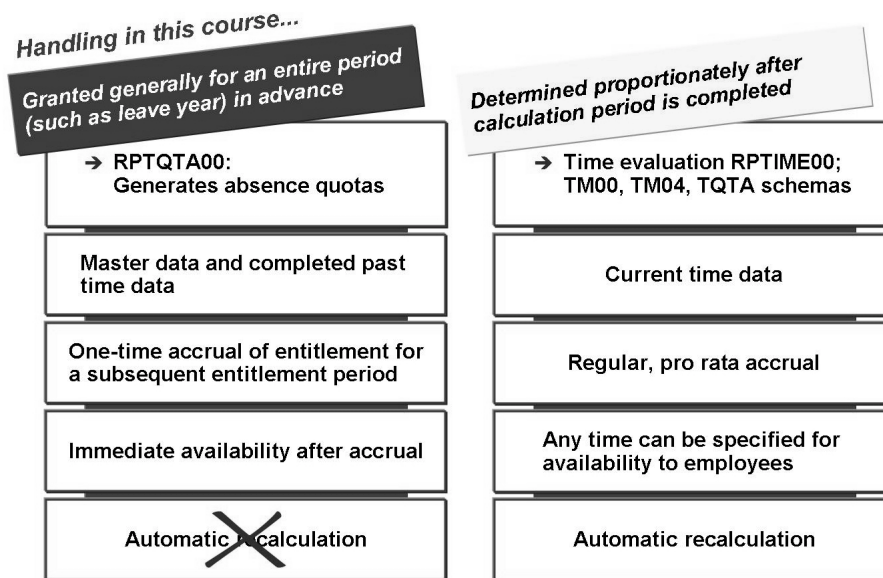 Handling in this course...
Granted generally for an entire period
(such as leave year) in advance
➔ RPTQTA00:
Generates absence quotas
Master data and completed past
time data
One-time accrual of entitlement for
a subsequent entitlement period
Immediate availability after accrual
Automatic recalculation
Determined proportionately after
calculation period is completed
➔ Time evaluation RPTIME00;
TM00, TM04, TQTA schemas
Current time data
Regular, pro rata accrual
Any time can be specified for
availability to employees
Automatic recalculation